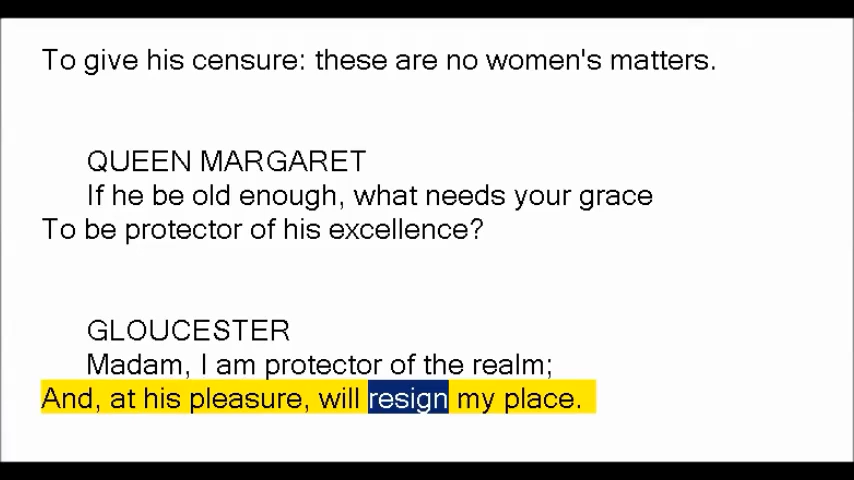 To give his censure: these are no women's matters.
QUEEN MARGARET
If he be old enough, what needs your grace
To be protector of his excellence?
GLOUCESTER
Madam, I am protector of the realm;
And, at his pleasure, will resign my place.